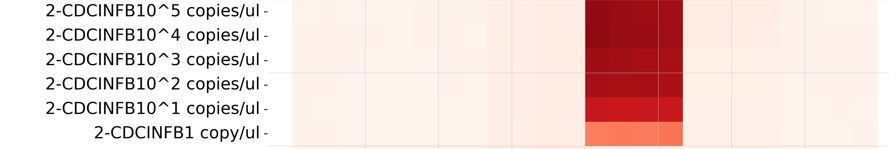 2-CDCINFB10^5 copies/ul
2-CDCINFB10^4 copies/ul
2-CDCINFB10^3 copies/ul
2-CDCINFB10^2 copies/ul
2-CDCINFB10^1 copies/ul
2-CDCINFB1 copy/ul